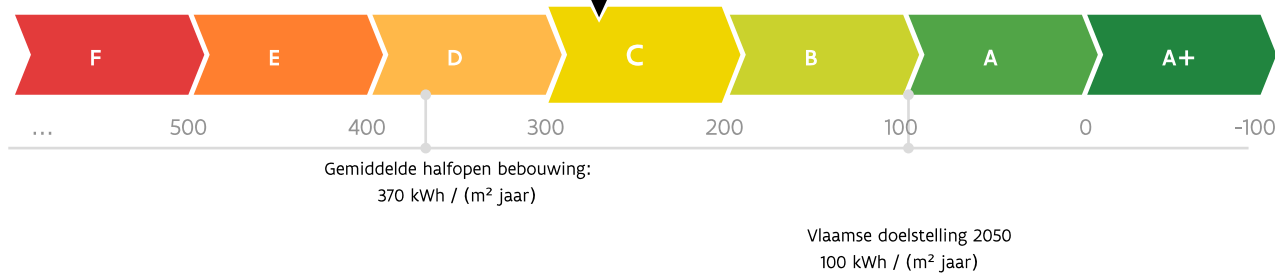 F E D C B A A+
... 500 400 300 200 100 0 -100
Gemiddelde halfopen bebouwing:
370 kWh / (m² jaar)
Vlaamse doelstelling 2050
100 kWh / (m² jaar)